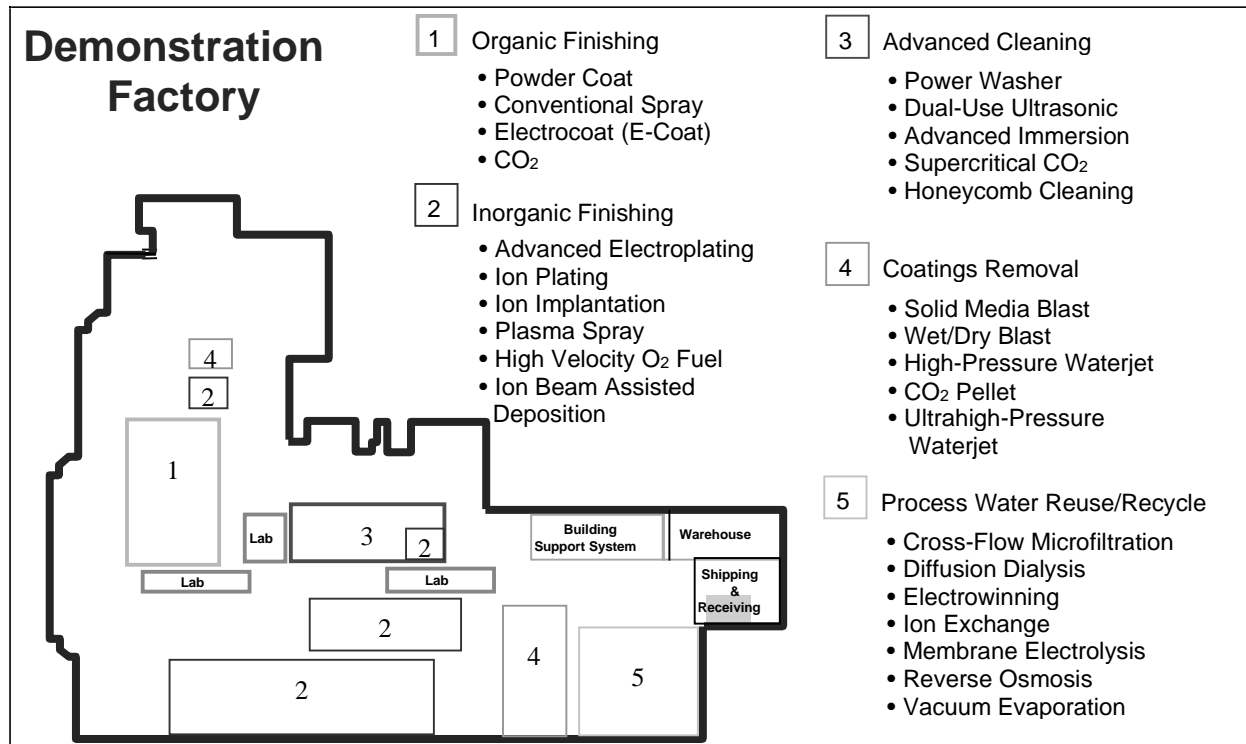 Demonstration
Factory
1 Organic Finishing
• Powder Coat
• Conventional Spray
• Electrocoat (E-Coat)
• CO₂
2 Inorganic Finishing
• Advanced Electroplating
• Ion Plating
• Ion Implantation
• Plasma Spray
• High Velocity O₂ Fuel
• Ion Beam Assisted
Deposition
3 Advanced Cleaning
• Power Washer
• Dual-Use Ultrasonic
• Advanced Immersion
• Supercritical CO₂
• Honeycomb Cleaning
4 Coatings Removal
• Solid Media Blast
• Wet/Dry Blast
• High-Pressure Waterjet
• CO₂ Pellet
• Ultrahigh-Pressure
Waterjet
5 Process Water Reuse/Recycle
• Cross-Flow Microfiltration
• Diffusion Dialysis
• Electrowinning
• Ion Exchange
• Membrane Electrolysis
• Reverse Osmosis
• Vacuum Evaporation
4
2
1
Lab
3
2
Building
Support System
Warehouse
Lab
Lab
Shipping
&
Receiving
2
4
5
2